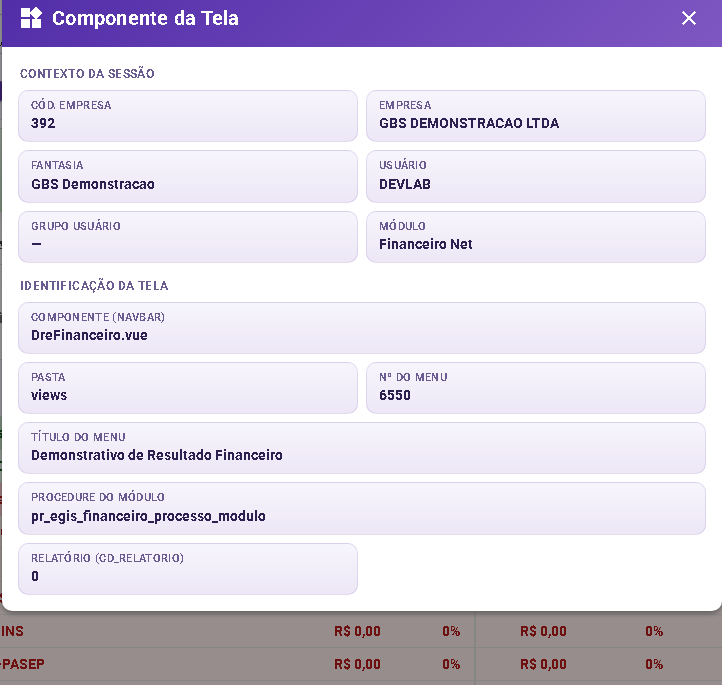 Componente da Tela
CONTEXTO DA SESSÃO
CÓD. EMPRESA
392
EMPRESA
GBS DEMONSTRACAO LTDA
FANTASIA
GBS Demonstracao
USUÁRIO
DEVLAB
GRUPO USUÁRIO
—
MÓDULO
Financeiro Net
IDENTIFICAÇÃO DA TELA
COMPONENTE (NAVBAR)
DreFinanceiro.vue
PASTA
views
Nº DO MENU
6550
TÍTULO DO MENU
Demonstrativo de Resultado Financeiro
PROCEDURE DO MÓDULO
pr_egis_financeiro_processo_modulo
RELATÓRIO (CD_RELATORIO)
0
INS R$ 0,00 0% R$ 0,00 0%
-PASEP R$ 0,00 0% R$ 0,00 0%